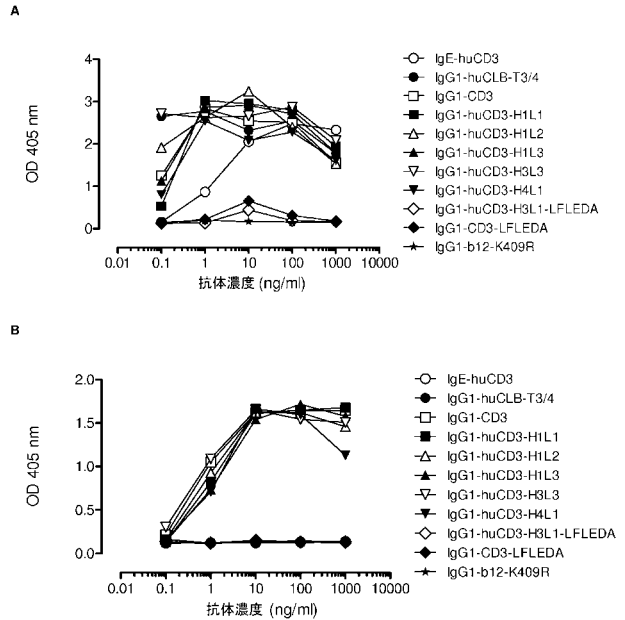 A
OD 405 nm
4
3
2
1
0
0.01 0.1 1 10 100 1000 10000
抗体濃度 (ng/ml)
IgE-huCD3
IgG1-huCLB-T3/4
IgG1-CD3
IgG1-huCD3-H1L1
IgG1-huCD3-H1L2
IgG1-huCD3-H1L3
IgG1-huCD3-H3L3
IgG1-huCD3-H4L1
IgG1-huCD3-H3L1-LFLEDA
IgG1-CD3-LFLEDA
IgG1-b12-K409R
B
OD 405 nm
2.0
1.5
1.0
0.5
0.0
0.01 0.1 1 10 100 1000 10000
抗体濃度 (ng/ml)
IgE-huCD3
IgG1-huCLB-T3/4
IgG1-CD3
IgG1-huCD3-H1L1
IgG1-huCD3-H1L2
IgG1-huCD3-H1L3
IgG1-huCD3-H3L3
IgG1-huCD3-H4L1
IgG1-huCD3-H3L1-LFLEDA
IgG1-CD3-LFLEDA
IgG1-b12-K409R